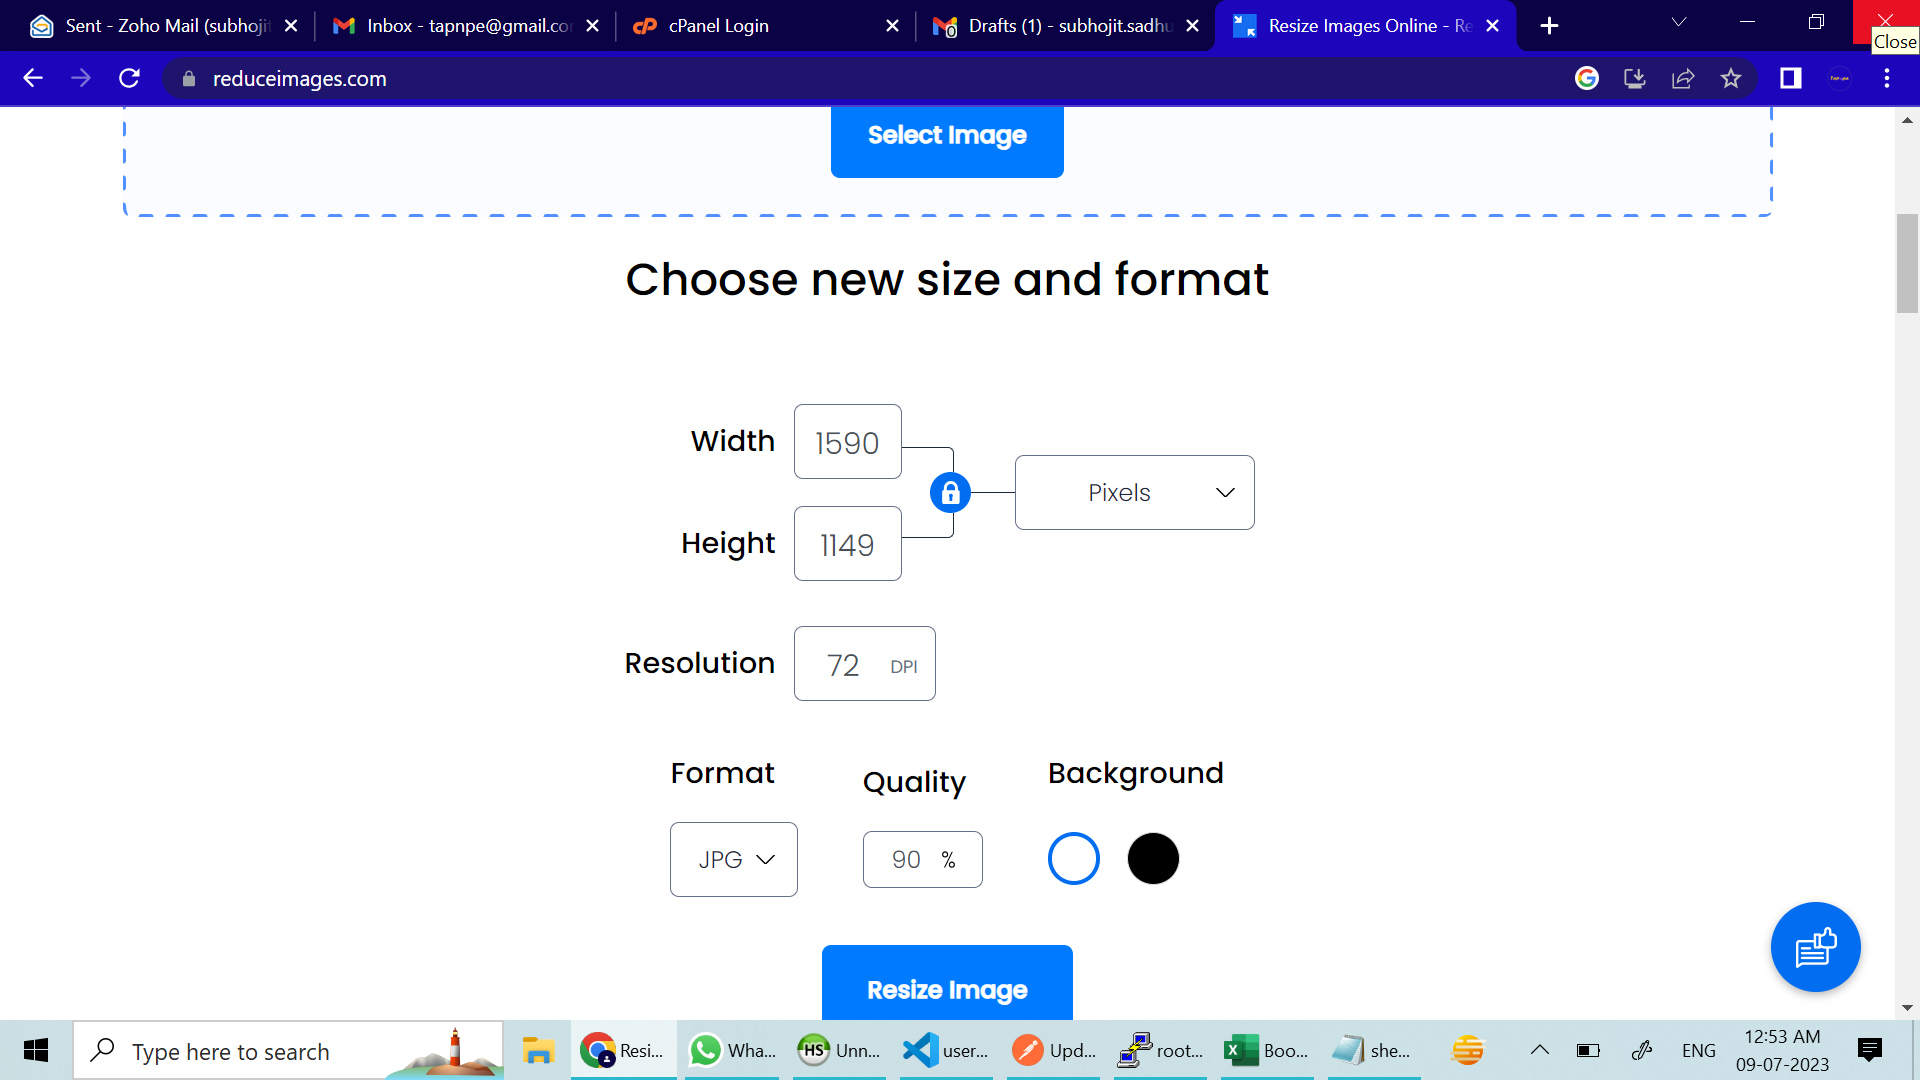 Sent - Zoho Mail (subhojit
Inbox - tapnpe@gmail.co
cP cPanel Login
Drafts (1) - subhojit.sadhu
Resize Images Online - Re
Close
reduceimages.com
Select Image
Choose new size and format
Width 1590
Pixels
Height 1149
Resolution 72 DPI
Format Quality Background
JPG 90 %
Resize Image
Type here to search
Resi...
Wha...
HS Unn...
user...
Upd...
root...
Boo...
she...
ENG
12:53 AM
09-07-2023